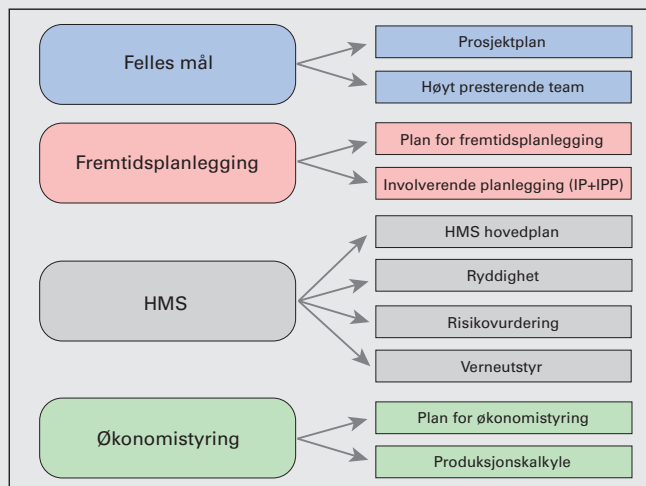 Felles mål
Prosjektplan
Høyt presterende team
Fremtidsplanlegging
Plan for fremtidsplanlegging
Involverende planlegging (IP+IPP)
HMS
HMS hovedplan
Ryddighet
Risikovurdering
Verneutstyr
Økonomistyring
Plan for økonomistyring
Produksjonskalkyle